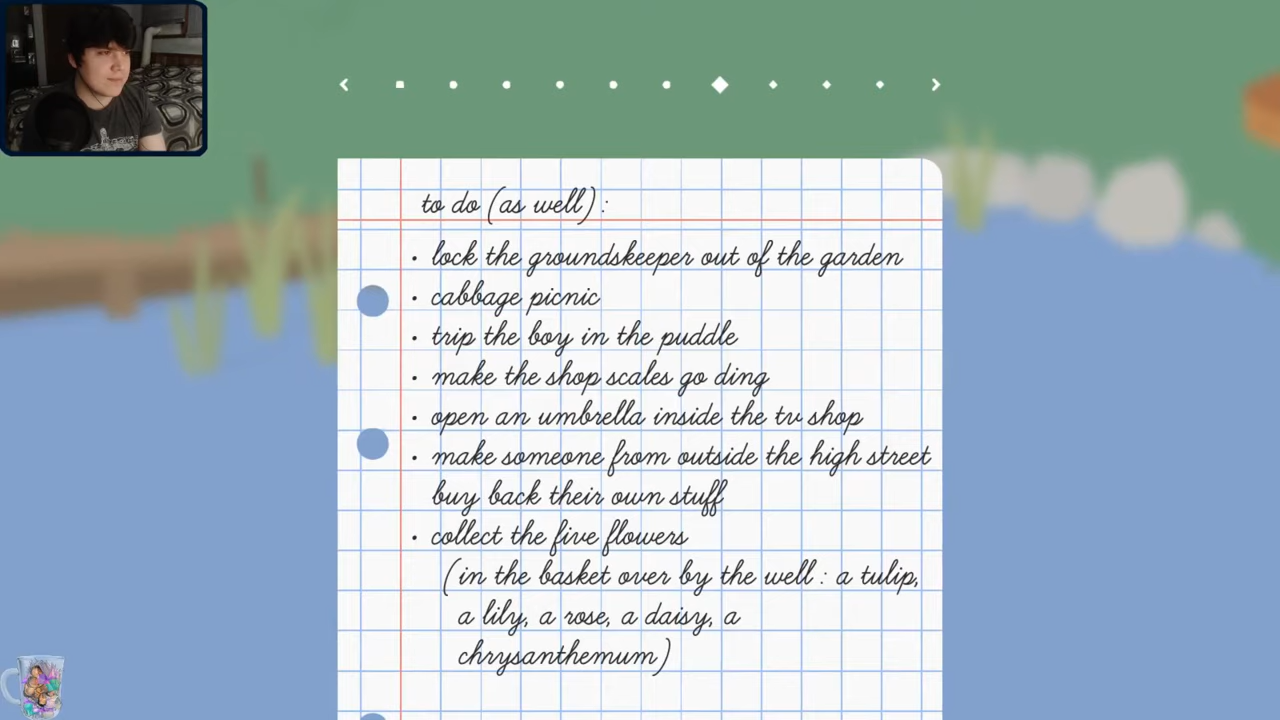 to do (as well) :
• lock the groundskeeper out of the garden
• cabbage picnic
• trip the boy in the puddle
• make the shop scales go ding
• open an umbrella inside the tv shop
• make someone from outside the high street
buy back their own stuff
• collect the five flowers
(in the basket over by the well : a tulip,
a lily, a rose, a daisy, a
chrysanthemum)